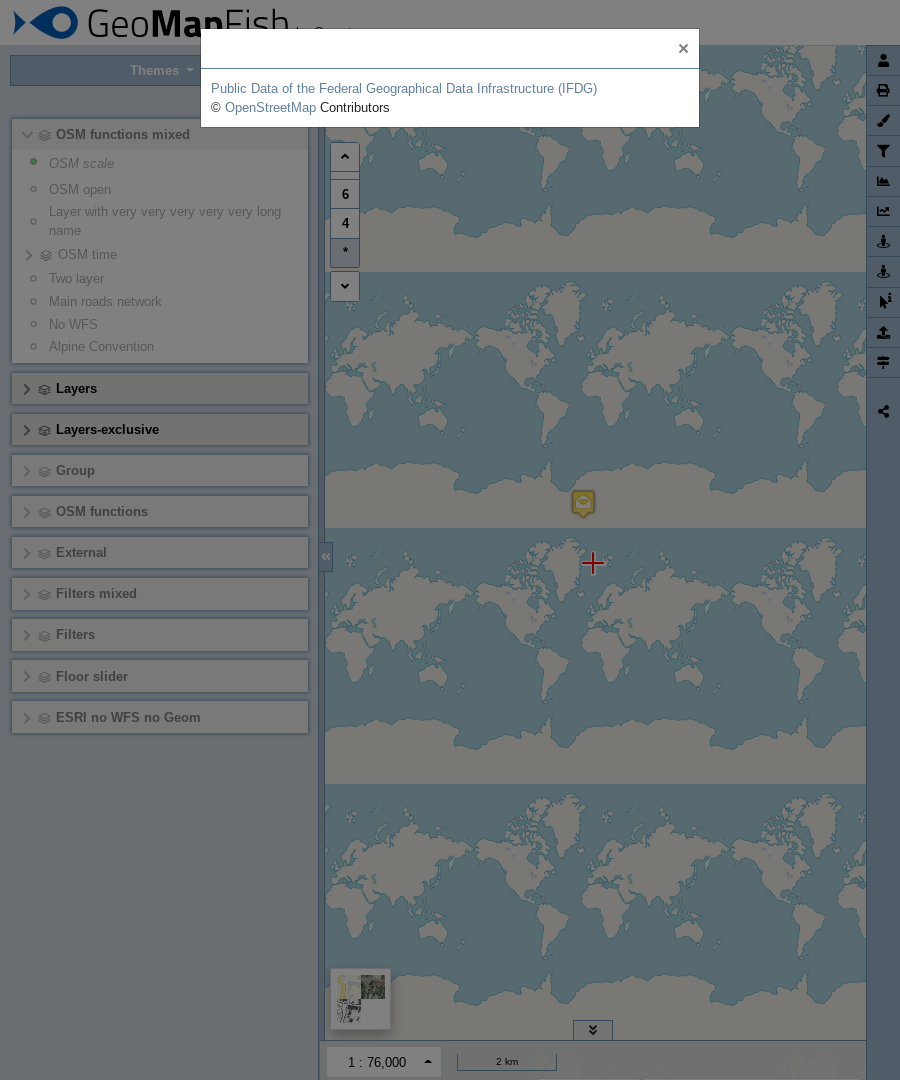 GeoMapFish
×
Public Data of the Federal Geographical Data Infrastructure (IFDG)
© OpenStreetMap Contributors
Themes
OSM functions mixed
OSM scale
OSM open
Layer with very very very very very long
name
OSM time
Two layer
Main roads network
No WFS
Alpine Convention
Layers
Layers-exclusive
Group
OSM functions
External
Filters mixed
Filters
Floor slider
ESRI no WFS no Geom
6
4
*
1 : 76,000
2 km